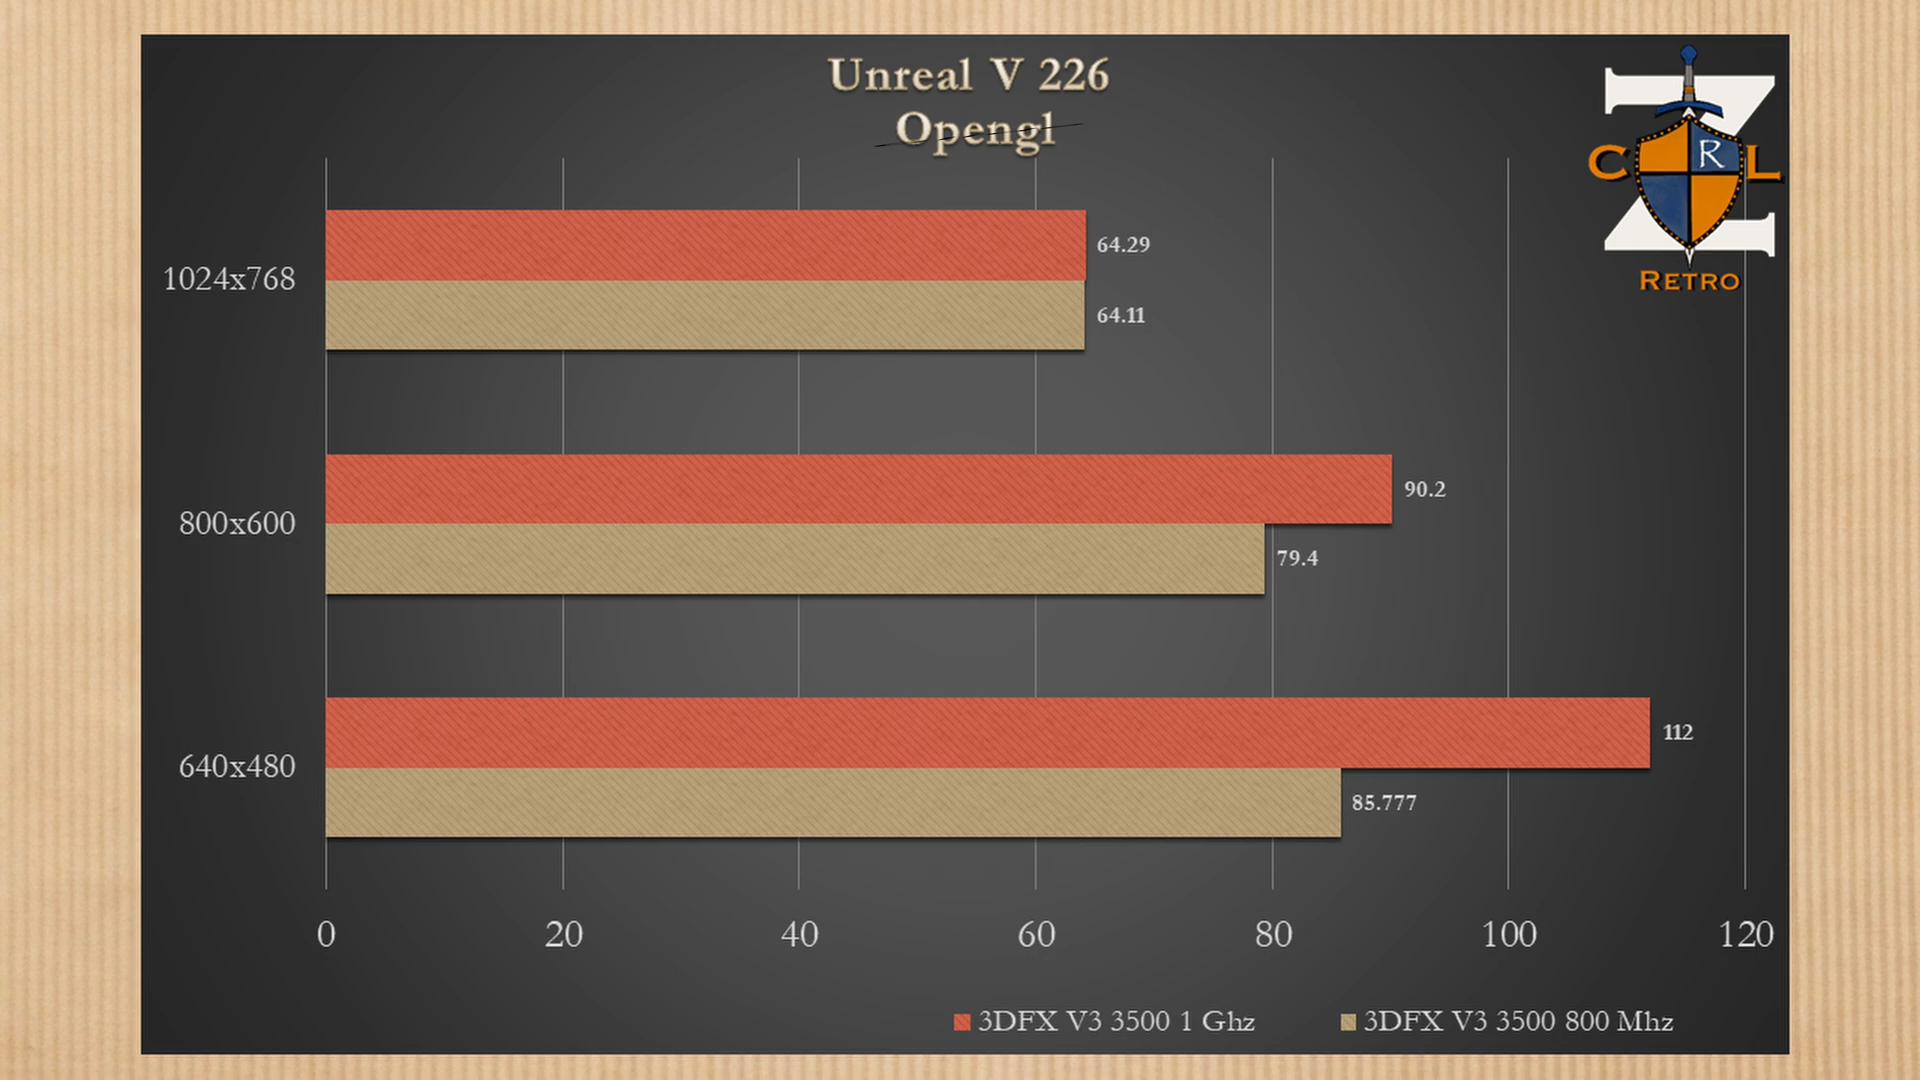 Unreal V 226
Opengl
Z
C R L
Retro
1024x768
64.29
64.11
800x600
90.2
79.4
640x480
112
85.777
0 20 40 60 80 100 120
3DFX V3 3500 1 Ghz 3DFX V3 3500 800 Mhz